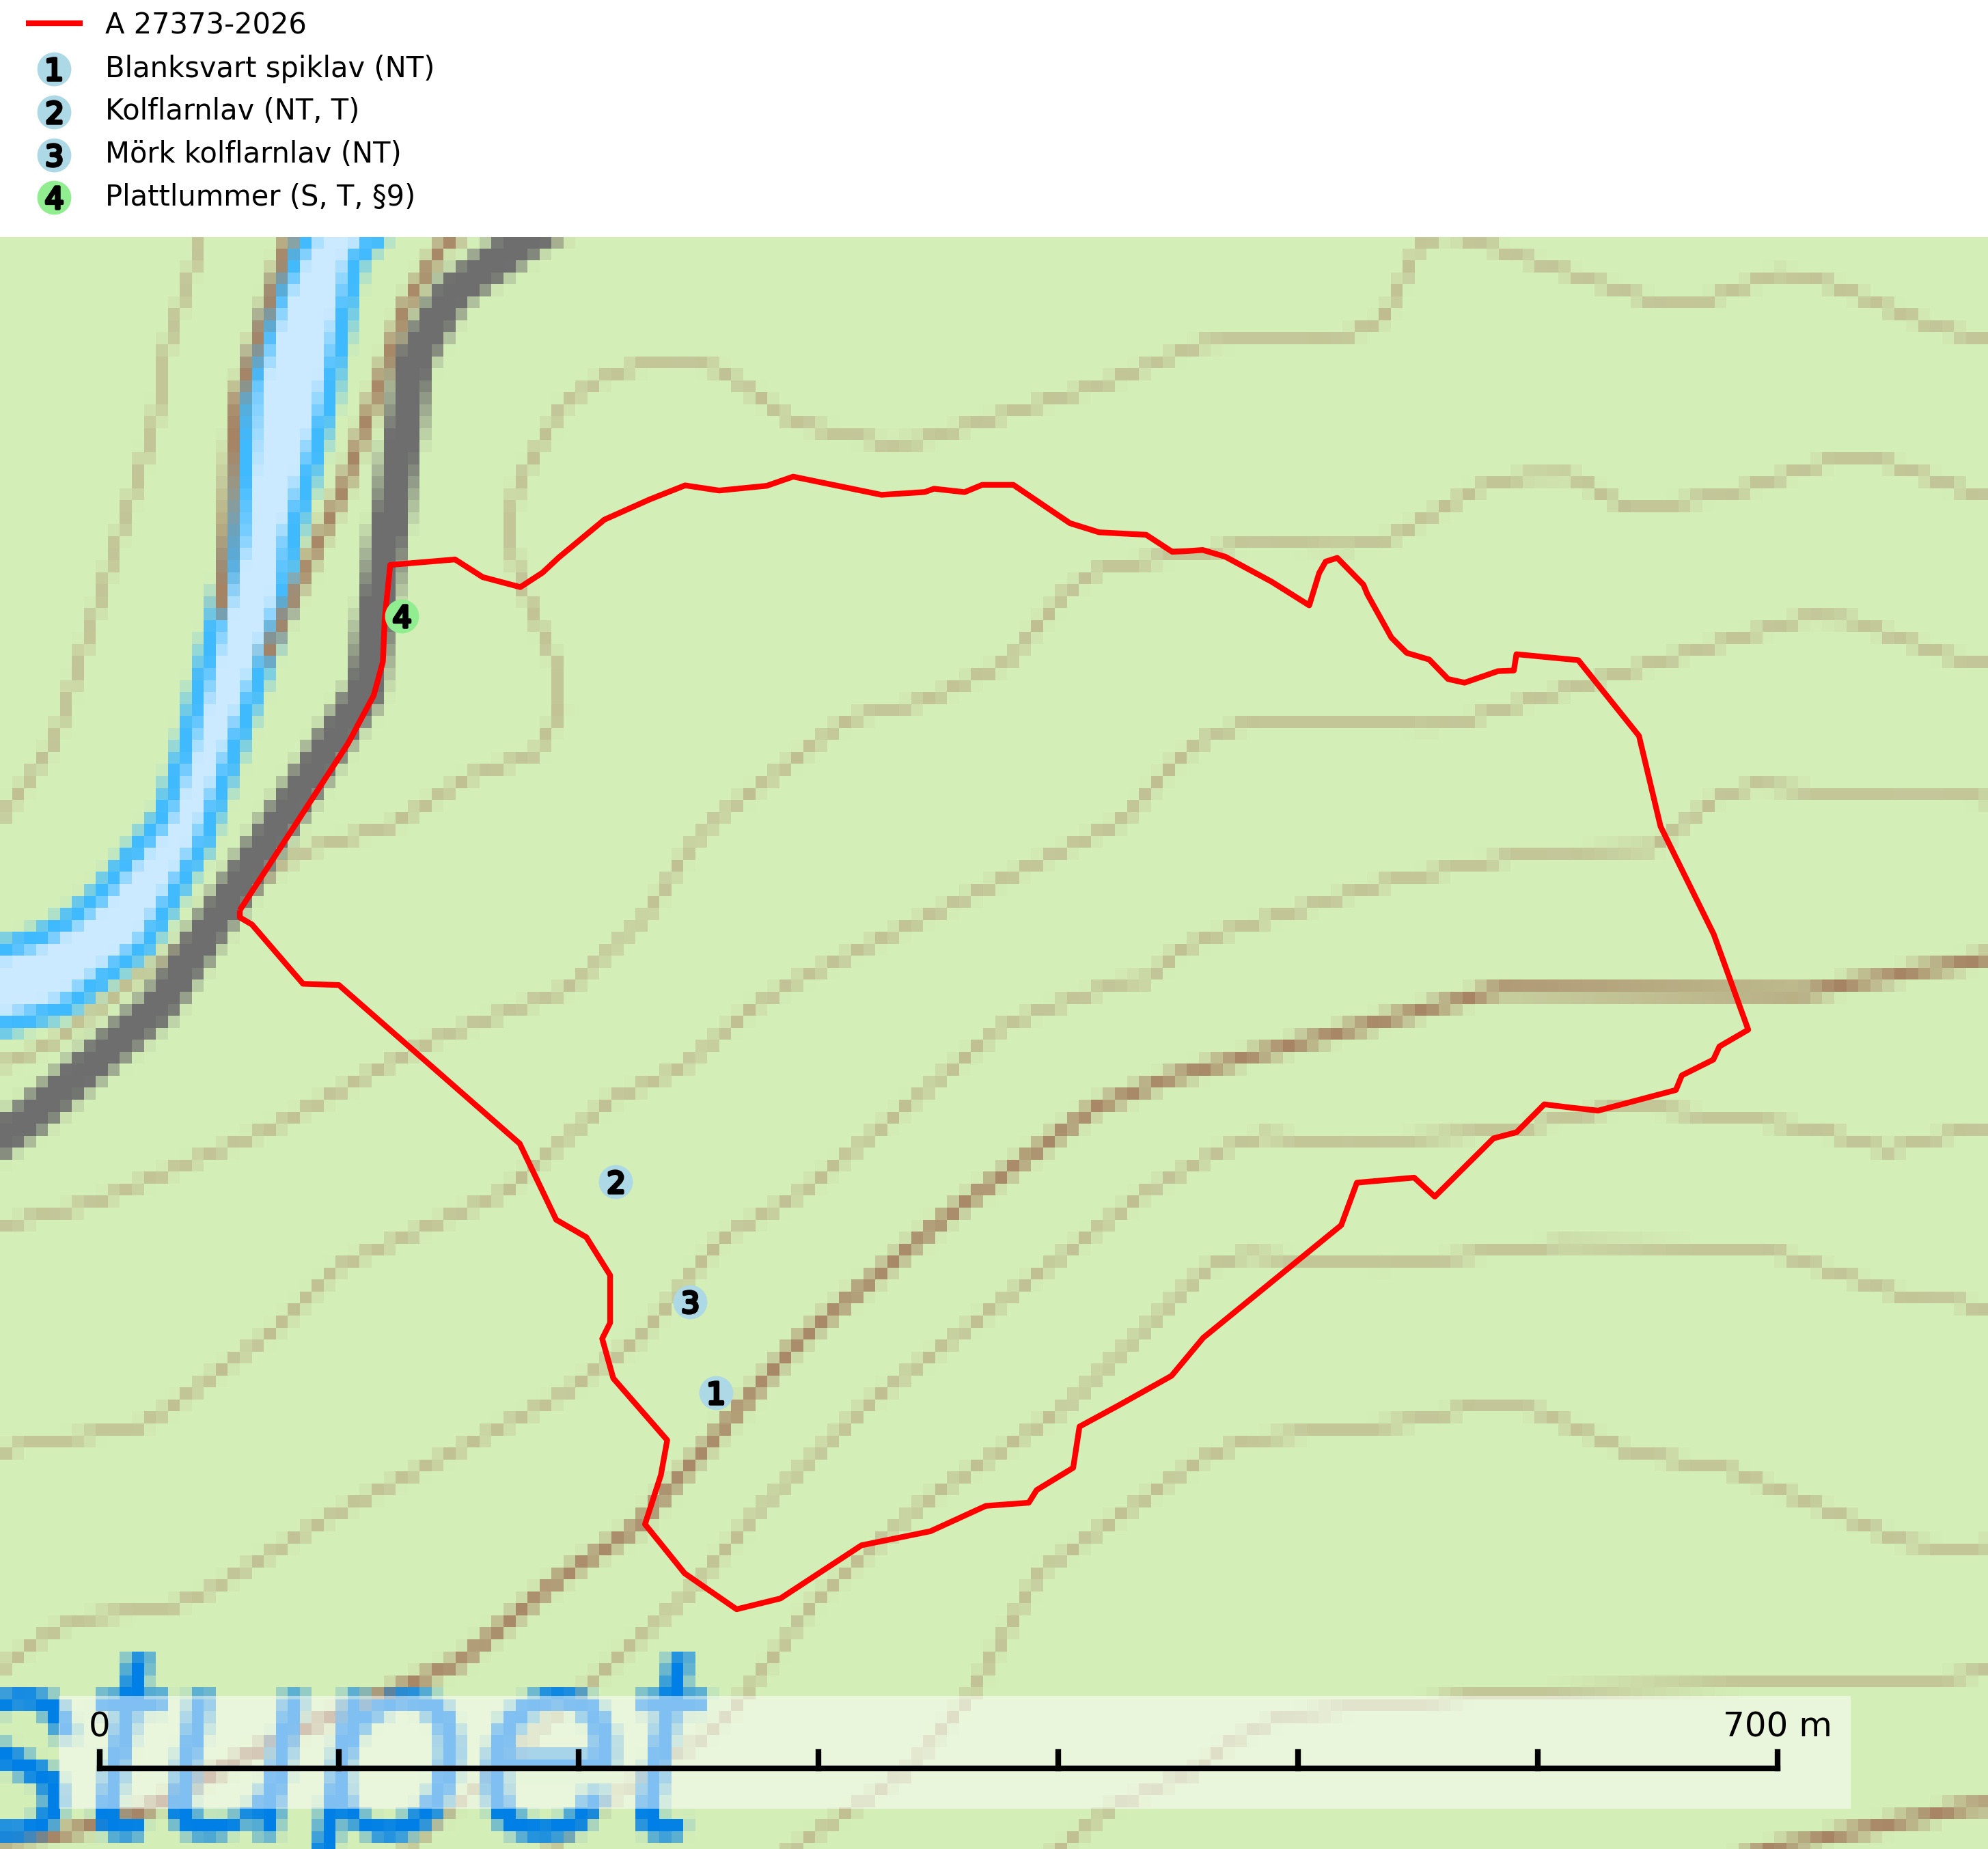 A 27373-2026
1 Blanksvart spiklav (NT)
2 Kolflarnlav (NT, T)
3 Mörk kolflarnlav (NT)
4 Plattlummer (S, T, §9)
4
2
3
1
stupet
0 700 m